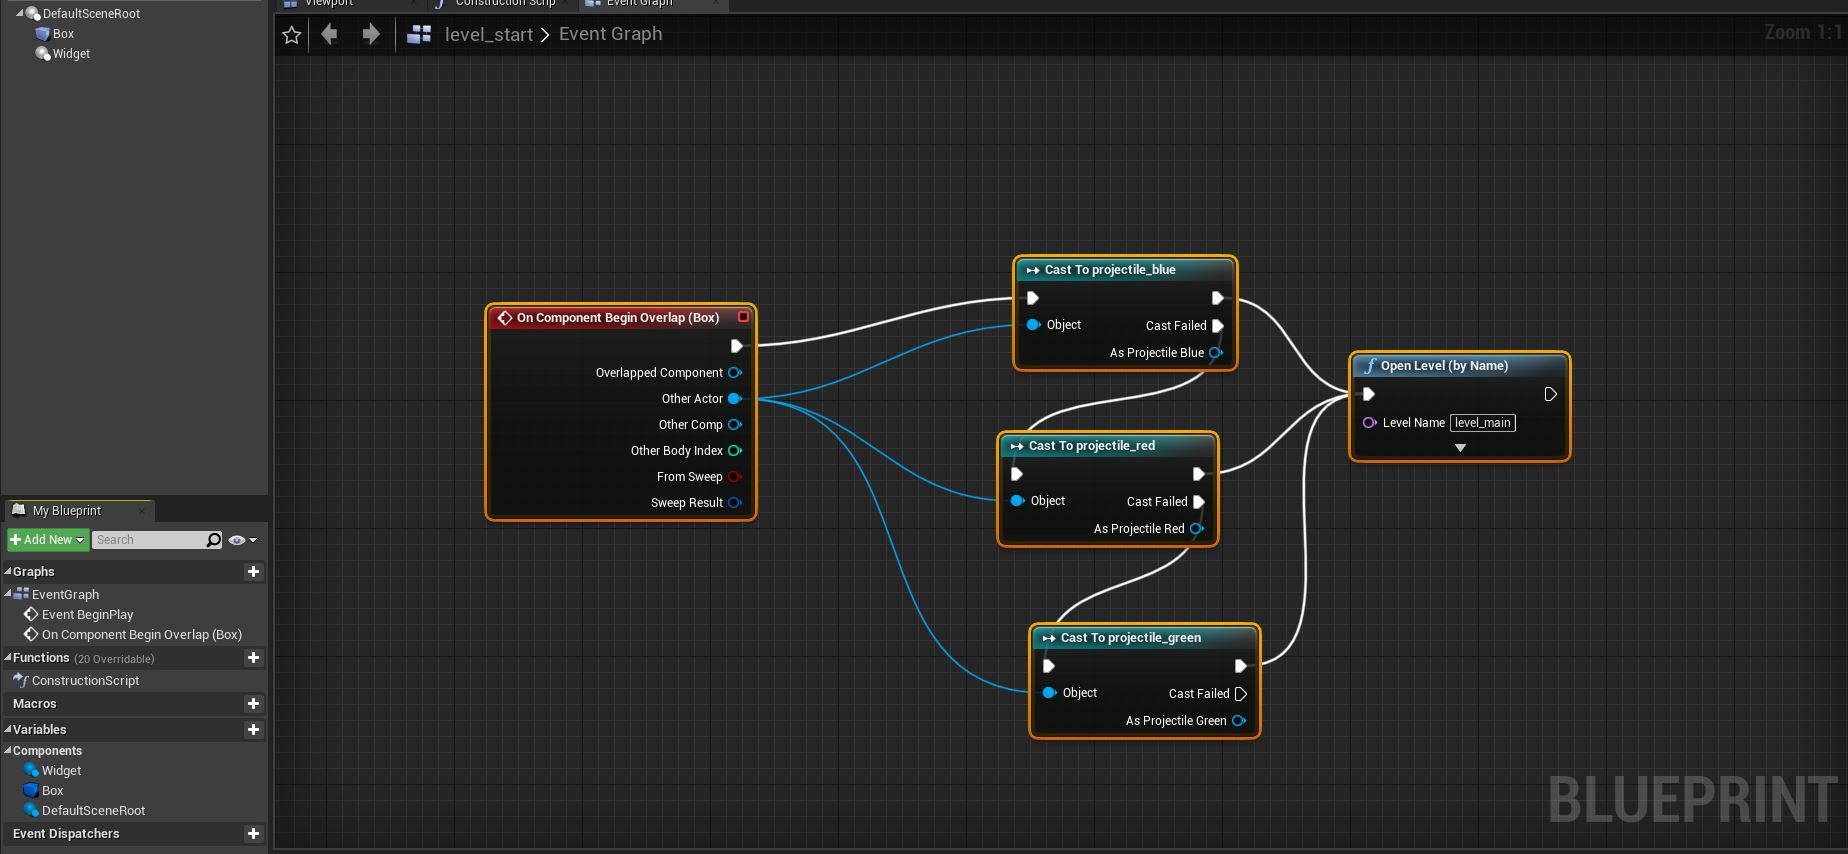 Viewport
Construction Scrip
Event Graph
DefaultSceneRoot
Box
Widget
level_start > Event Graph
Zoom 1:1
On Component Begin Overlap (Box)
Overlapped Component
Other Actor
Other Comp
Other Body Index
From Sweep
Sweep Result
Cast To projectile_blue
Object
Cast Failed
As Projectile Blue
Cast To projectile_red
Object
Cast Failed
As Projectile Red
Cast To projectile_green
Object
Cast Failed
As Projectile Green
f Open Level (by Name)
Level Name level_main
My Blueprint
Add New
Search
Graphs
EventGraph
Event BeginPlay
On Component Begin Overlap (Box)
Functions (20 Overridable)
ConstructionScript
Macros
Variables
Components
Widget
Box
DefaultSceneRoot
Event Dispatchers
BLUEPRINT